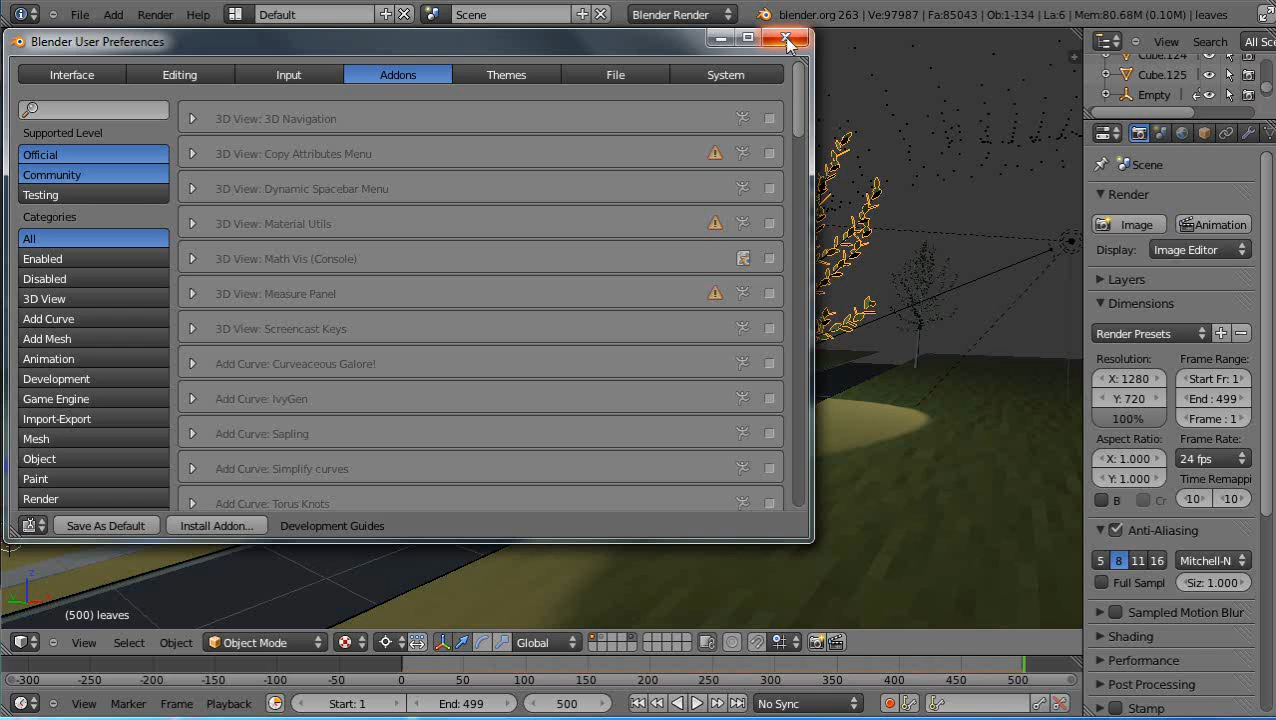 File Add Render Help Default Scene Blender Render blender.org 263 | Ve:97987 | Fa:85043 | Ob:1-134 | La:6 | Mem:80.68M (0.10M) | leaves
Blender User Preferences
Interface Editing Input Addons Themes File System
Supported Level
Official
Community
Testing
Categories
All
Enabled
Disabled
3D View
Add Curve
Add Mesh
Animation
Development
Game Engine
Import-Export
Mesh
Object
Paint
Render
3D View: 3D Navigation
3D View: Copy Attributes Menu
3D View: Dynamic Spacebar Menu
3D View: Material Utils
3D View: Math Vis (Console)
3D View: Measure Panel
3D View: Screencast Keys
Add Curve: Curveaceous Galore!
Add Curve: IvyGen
Add Curve: Sapling
Add Curve: Simplify curves
Add Curve: Torus Knots
Save As Default Install Addon... Development Guides
View Search All Sc
Cube.124
Cube.125
Empty
Scene
Render
Image Animation
Display: Image Editor
Layers
Dimensions
Render Presets
Resolution: Frame Range:
X: 1280 Start Fr: 1
Y: 720 End : 499
100% Frame : 1
Aspect Ratio: Frame Rate:
X: 1.000 24 fps
Y: 1.000 Time Remappi
B Cr 10 10
Anti-Aliasing
5 8 11 16 Mitchell-N
Full Sampl Siz: 1.000
Sampled Motion Blur
Shading
Performance
Post Processing
Stamp
z
(500) leaves
View Select Object Object Mode Global
-300 -250 -200 -150 -100 -50 0 50 100 150 200 250 300 350 400 450 500
View Marker Frame Playback Start: 1 End: 499 500 No Sync